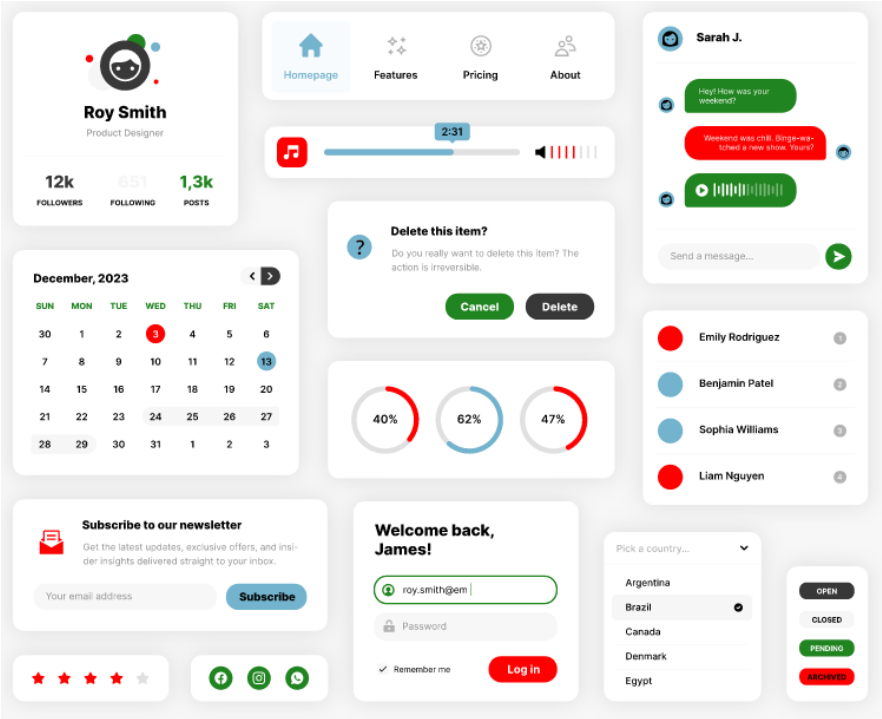 Roy Smith
Product Designer
12k
651
1,3k
FOLLOWERS
FOLLOWING
POSTS
Homepage
Features
Pricing
About
2:31
Sarah J.
Hey! How was your
weekend?
Weekend was chill. Binge-wa-
tched a new show. Yours?
Send a message...
Delete this item?
?
Do you really want to delete this item? The
action is irreversible.
Cancel
Delete
December, 2023
SUN MON TUE WED THU FRI SAT
30 1 2 3 4 5 6
7 8 9 10 11 12 13
14 15 16 17 18 19 20
21 22 23 24 25 26 27
28 29 30 31 1 2 3
40%
62%
47%
Emily Rodriguez 1
Benjamin Patel 2
Sophia Williams 3
Liam Nguyen 4
Subscribe to our newsletter
Get the latest updates, exclusive offers, and insi-
der insights delivered straight to your inbox.
Your email address
Subscribe
Welcome back,
James!
roy.smith@em
Password
Remember me
Log in
Pick a country...
Argentina
Brazil
Canada
Denmark
Egypt
OPEN
CLOSED
PENDING
ARCHIVED